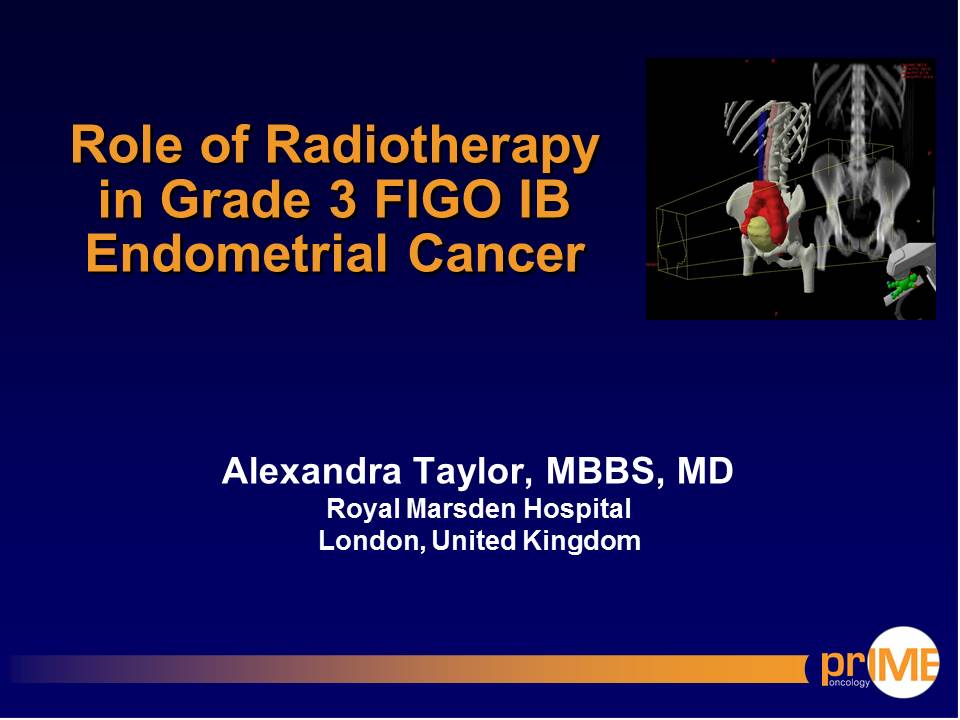 Role of Radiotherapy
in Grade 3 FIGO IB
Endometrial Cancer
Alexandra Taylor, MBBS, MD
Royal Marsden Hospital
London, United Kingdom
prIME
oncology